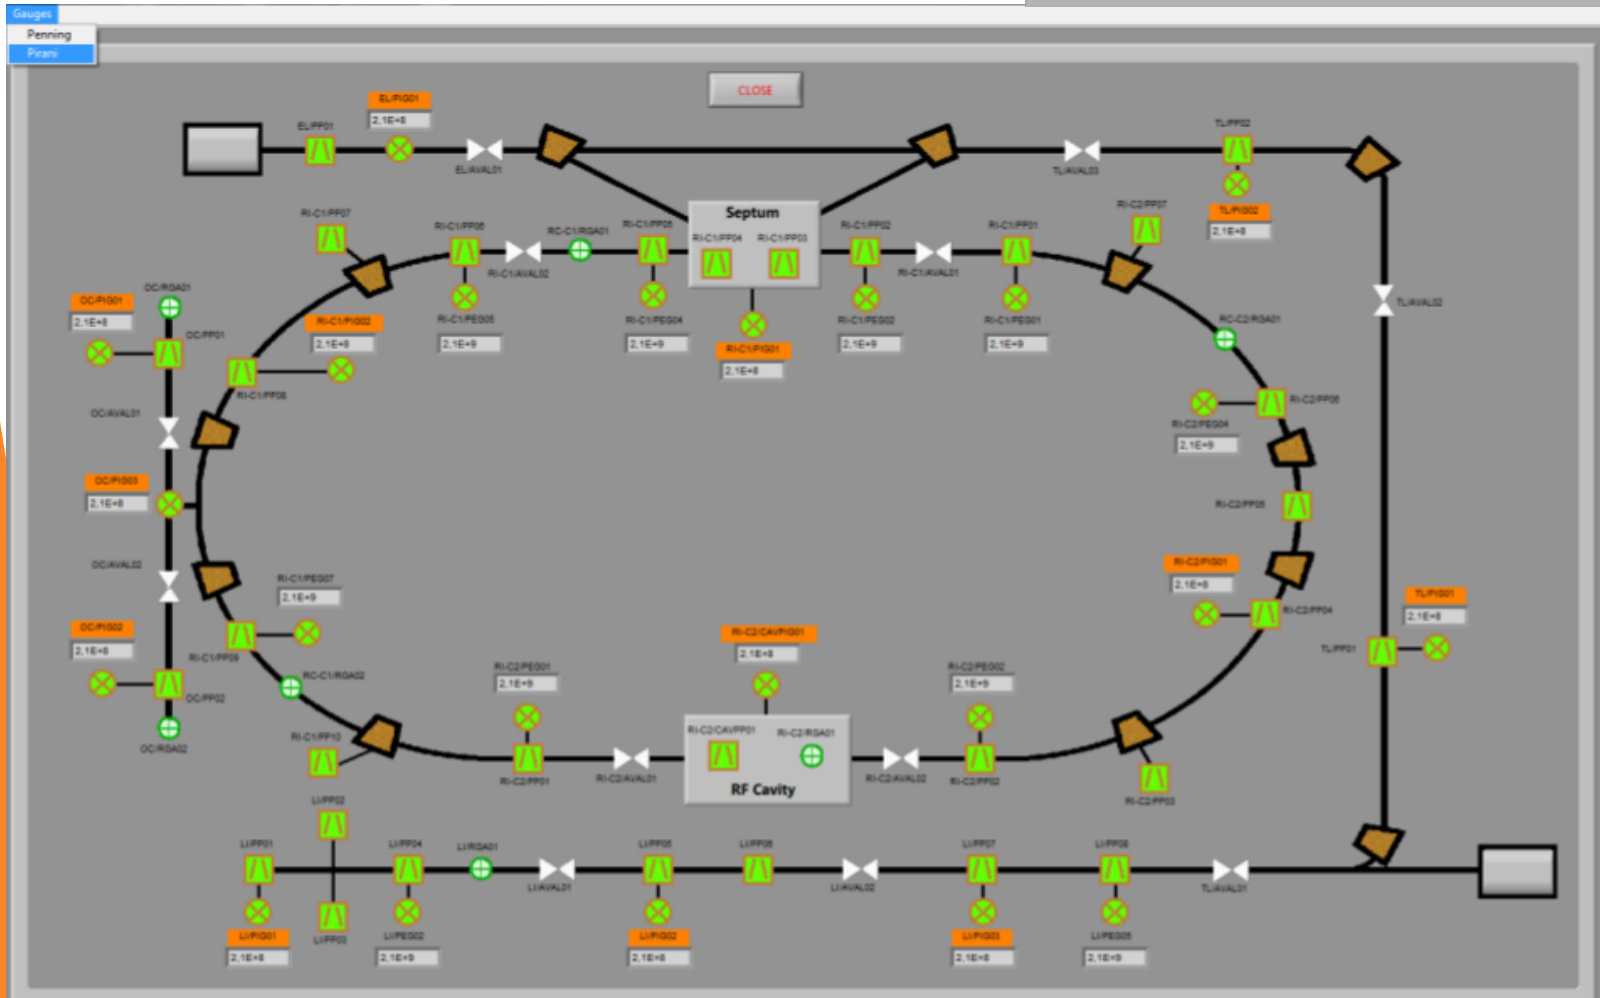 Gauges
Penning
Pirani
CLOSE
EL/PIG01
2,1E+8
EL/PP01
EL/AVAL01
TL/AVAL03
TL/PP02
TL/PIG02
2,1E+8
RI-C1/PP07
RI-C1/PP06
RC-C1/RGA01
RI-C1/AVAL02
RI-C1/PP05
Septum
RI-C1/PP04
RI-C1/PP03
RI-C1/PP02
RI-C1/AVAL01
RI-C1/PP01
RI-C2/PP07
OC/RGA01
OC/PIG01
2,1E+8
OC/PP01
RI-C1/PIG02
2,1E+8
RI-C1/PEG05
2,1E+9
RI-C1/PEG04
2,1E+9
RI-C1/PIG01
2,1E+8
RI-C1/PEG02
2,1E+9
RI-C1/PEG01
2,1E+9
RC-C2/RGA01
TL/AVAL02
RI-C1/PP08
OC/AVAL01
RI-C2/PP06
RI-C2/PEG04
2,1E+9
OC/PIG03
2,1E+8
RI-C2/PP05
OC/AVAL02
RI-C1/PEG07
2,1E+9
RI-C2/PIG01
2,1E+8
RI-C2/PP04
TL/PIG01
2,1E+8
TL/PP01
OC/PIG02
2,1E+8
RI-C1/PP09
RC-C1/RGA02
OC/PP02
OC/RGA02
RI-C2/CAVPIG01
2,1E+8
RI-C2/PEG01
2,1E+9
RI-C2/PEG02
2,1E+9
RI-C1/PP10
RI-C2/PP01
RI-C2/AVAL01
RI-C2/CAVPP01
RI-C2/RGA01
RF Cavity
RI-C2/AVAL02
RI-C2/PP02
RI-C2/PP03
LI/PP02
LI/PP01
LI/PP04
LI/RGA01
LI/AVAL01
LI/PP05
LI/PP06
LI/AVAL02
LI/PP07
LI/PP08
TL/AVAL01
LI/PIG01
2,1E+8
LI/PP03
LI/PEG02
2,1E+9
LI/PIG02
2,1E+8
LI/PIG03
2,1E+8
LI/PEG05
2,1E+9